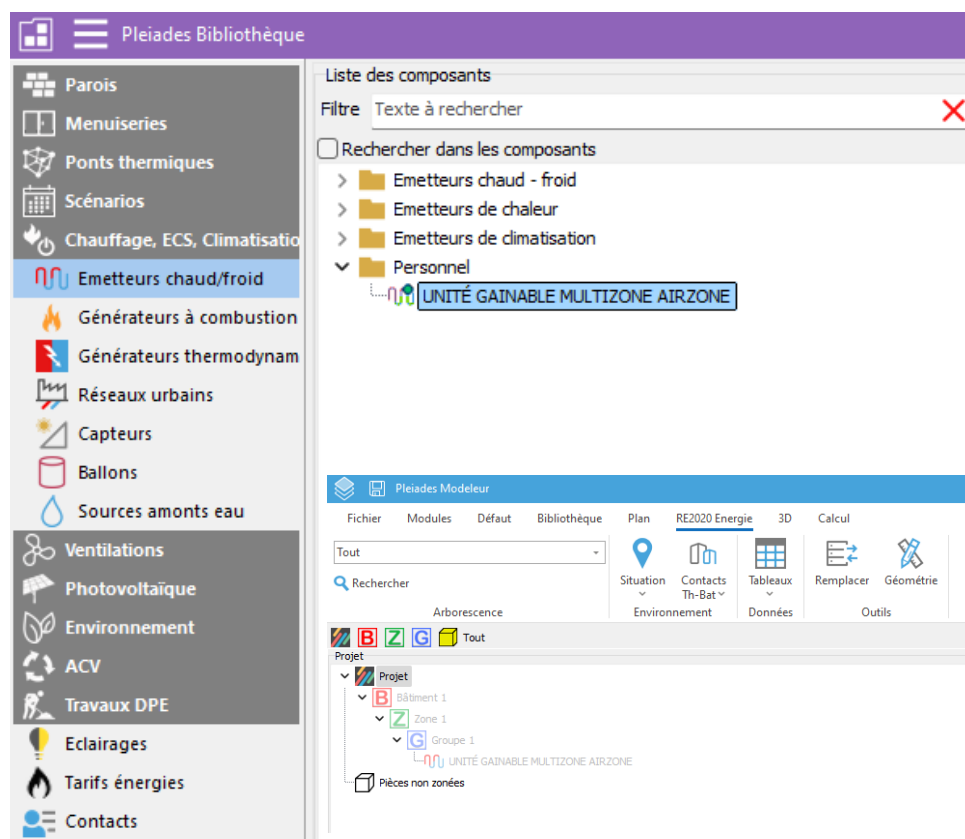 Pleiades Bibliothèque
Parois
Menuiseries
Ponts thermiques
Scénarios
Chauffage, ECS, Climatisatio
Emetteurs chaud/froid
Générateurs à combustion
Générateurs thermodynam
Réseaux urbains
Capteurs
Ballons
Sources amonts eau
Ventilations
Photovoltaïque
Environnement
ACV
Travaux DPE
Eclairages
Tarifs énergies
Contacts
Liste des composants
Filtre Texte à rechercher
Rechercher dans les composants
Emetteurs chaud - froid
Emetteurs de chaleur
Emetteurs de climatisation
Personnel
UNITÉ GAINABLE MULTIZONE AIRZONE
Pleiades Modeleur
Fichier Modules Défaut Bibliothèque Plan RE2020 Energie 3D Calcul
Tout
Rechercher
Arborescence
Situation Contacts Th-Bat
Environnement
Tableaux
Données
Remplacer Géométrie
Outils
B Z G Tout
Projet
Projet
B Bâtiment 1
Z Zone 1
G Groupe 1
UNITÉ GAINABLE MULTIZONE AIRZONE
Pièces non zonées